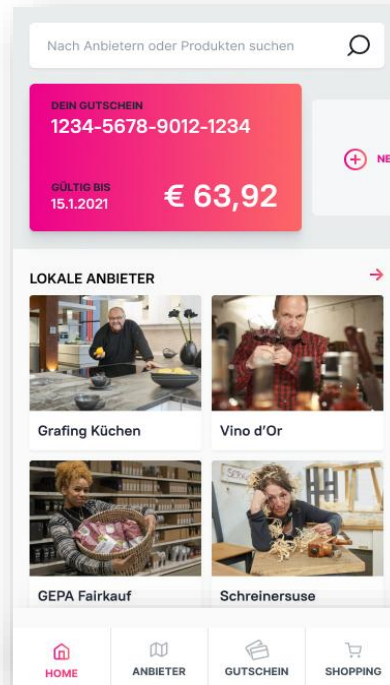 Nach Anbietern oder Produkten suchen
DEIN GUTSCHEIN
1234-5678-9012-1234
GÜLTIG BIS
15.1.2021
€ 63,92
LOKALE ANBIETER
Grafing Küchen
Vino d'Or
GEPA Fairkauf
Schreinersuse
HOME
ANBIETER
GUTSCHEIN
SHOPPING